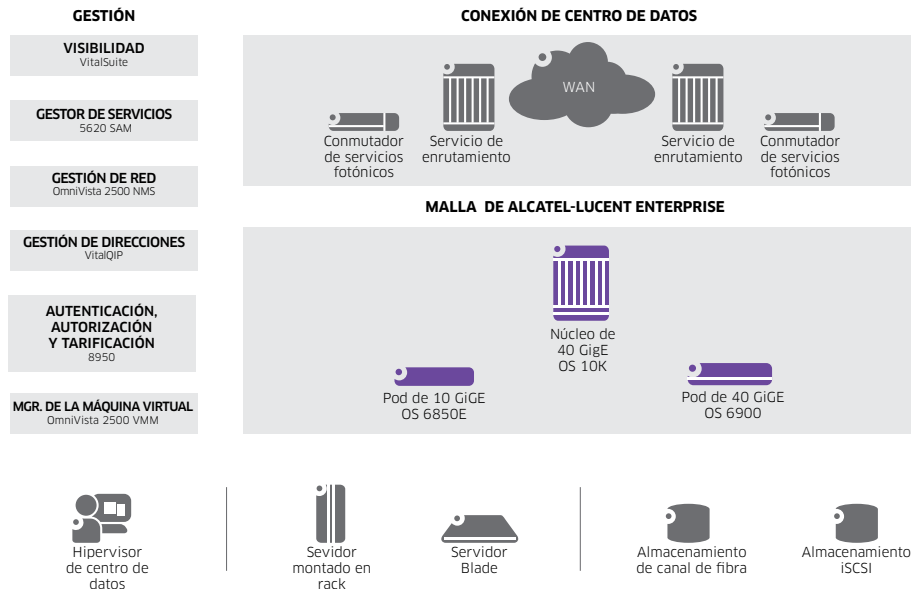 GESTIÓN
VISIBILIDAD
VitalSuite
GESTOR DE SERVICIOS
5620 SAM
GESTIÓN DE RED
OmniVista 2500 NMS
GESTIÓN DE DIRECCIONES
VitalQIP
AUTENTICACIÓN,
AUTORIZACIÓN
Y TARIFICACIÓN
8950
MGR. DE LA MÁQUINA VIRTUAL
OmniVista 2500 VMM
CONEXIÓN DE CENTRO DE DATOS
WAN
Conmutador
de servicios
fotónicos
Servicio de
enrutamiento
Servicio de
enrutamiento
Conmutador
de servicios
fotónicos
MALLA DE ALCATEL-LUCENT ENTERPRISE
Núcleo de
40 GigE
OS 10K
Pod de 10 GiGE
OS 6850E
Pod de 40 GiGE
OS 6900
Hipervisor
de centro de
datos
Sevidor
montado en
rack
Servidor
Blade
Almacenamiento
de canal de fibra
Almacenamiento
iSCSI